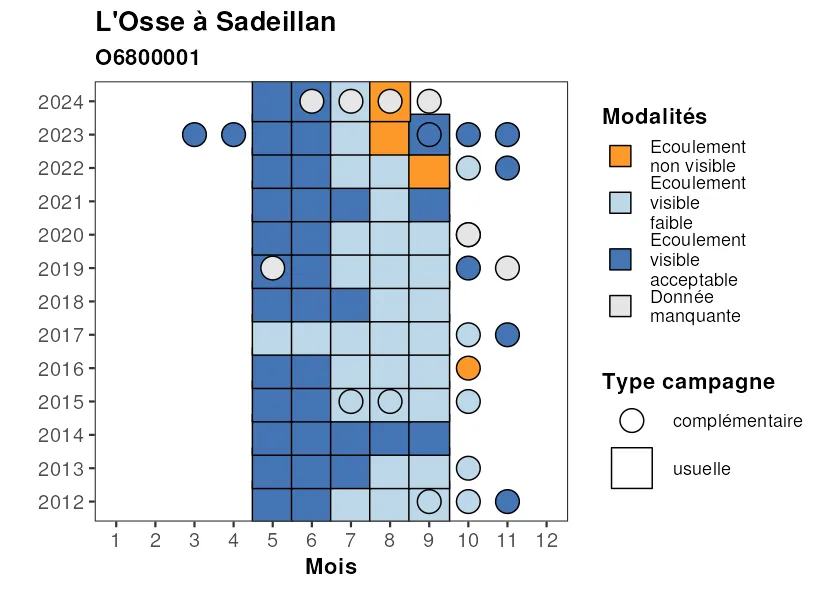 L'Osse à Sadeillan
O6800001
2024
2023
2022
2021
2020
2019
2018
2017
2016
2015
2014
2013
2012
1 2 3 4 5 6 7 8 9 10 11 12
Mois
Modalités
Ecoulement
non visible
Ecoulement
visible
faible
Ecoulement
visible
acceptable
Donnée
manquante
Type campagne
complémentaire
usuelle